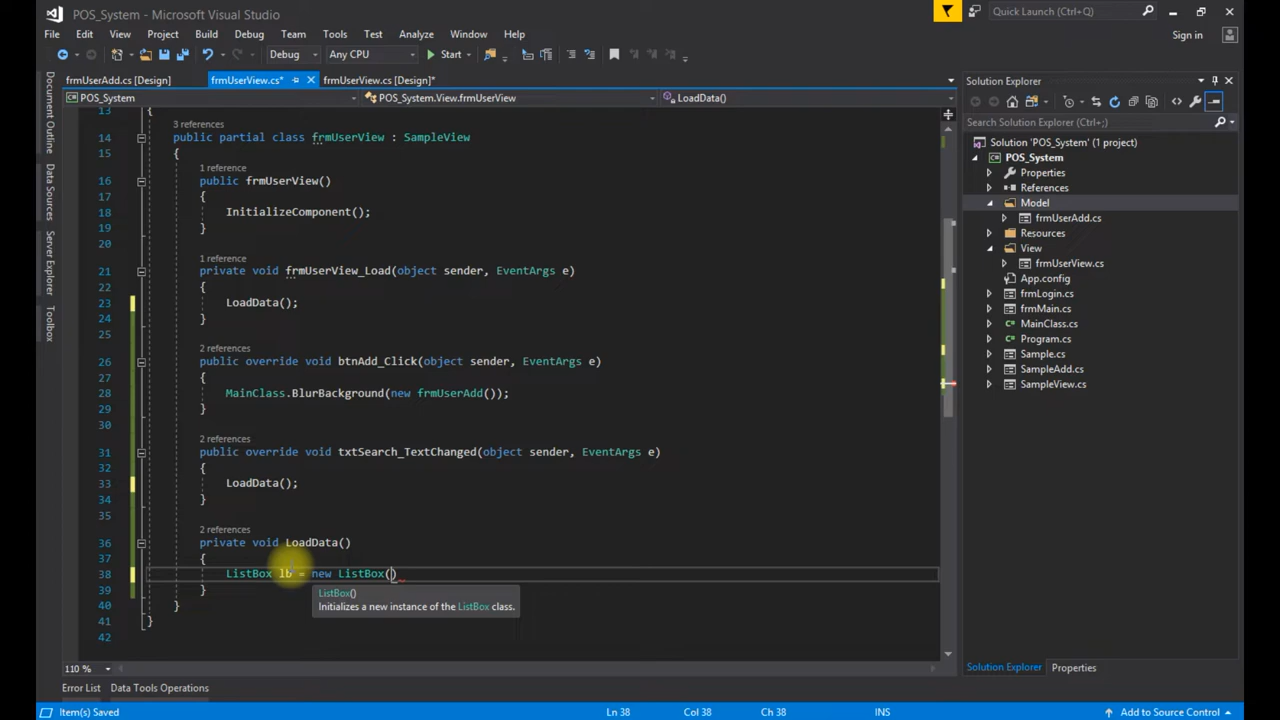 POS_System - Microsoft Visual Studio
Quick Launch (Ctrl+Q)
File Edit View Project Build Debug Team Tools Test Analyze Window Help
Sign in
Debug Any CPU Start
frmUserAdd.cs [Design] frmUserView.cs* frmUserView.cs [Design]*
Solution Explorer
POS_System POS_System.View.frmUserView LoadData()
Document Outline
Data Sources
Server Explorer
Toolbox
13 {
3 references
14 public partial class frmUserView : SampleView
15 {
1 reference
16 public frmUserView()
17 {
18 InitializeComponent();
19 }
20
1 reference
21 private void frmUserView_Load(object sender, EventArgs e)
22 {
23 LoadData();
24 }
25
2 references
26 public override void btnAdd_Click(object sender, EventArgs e)
27 {
28 MainClass.BlurBackground(new frmUserAdd());
29 }
30
2 references
31 public override void txtSearch_TextChanged(object sender, EventArgs e)
32 {
33 LoadData();
34 }
35
2 references
36 private void LoadData()
37 {
38 ListBox lb = new ListBox()
39 }
40 }
41 }
42
ListBox()
Initializes a new instance of the ListBox class.
Search Solution Explorer (Ctrl+;)
Solution 'POS_System' (1 project)
POS_System
Properties
References
Model
frmUserAdd.cs
Resources
View
frmUserView.cs
App.config
frmLogin.cs
frmMain.cs
MainClass.cs
Program.cs
Sample.cs
SampleAdd.cs
SampleView.cs
Solution Explorer Properties
110 %
Error List Data Tools Operations
Item(s) Saved Ln 38 Col 38 Ch 38 INS Add to Source Control